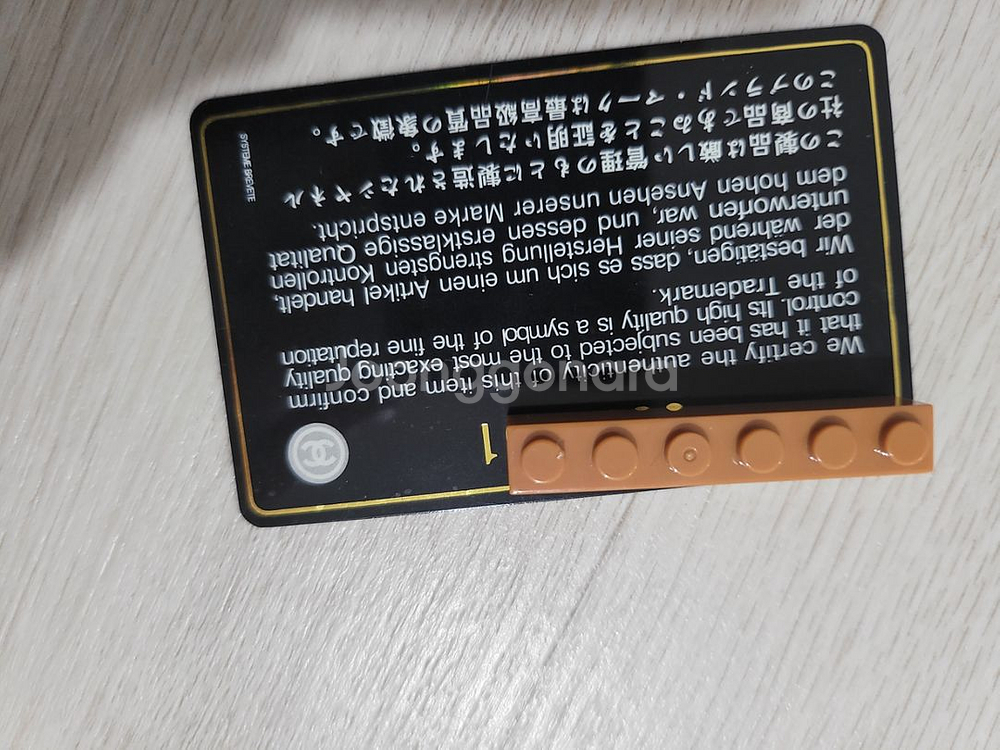 1
We certify the authenticity of this item and confirm
that it has been subjected to the most exacting quality
control. Its high quality is a symbol of the fine reputation
of the Trademark.
Wir bestätigen, dass es sich um einen Artikel handelt,
der während seiner Herstellung strengsten Kontrollen
unterworfen war, und dessen erstklassige Qualität
dem hohen Ansehen unserer Marke entspricht.
この製品は厳しい管理のもとに製造されたシャネル
社の商品であることを証明いたします。
このブランド・マークは最高級品質の象徴です。
SYSTEME BREVETE
joonggonara